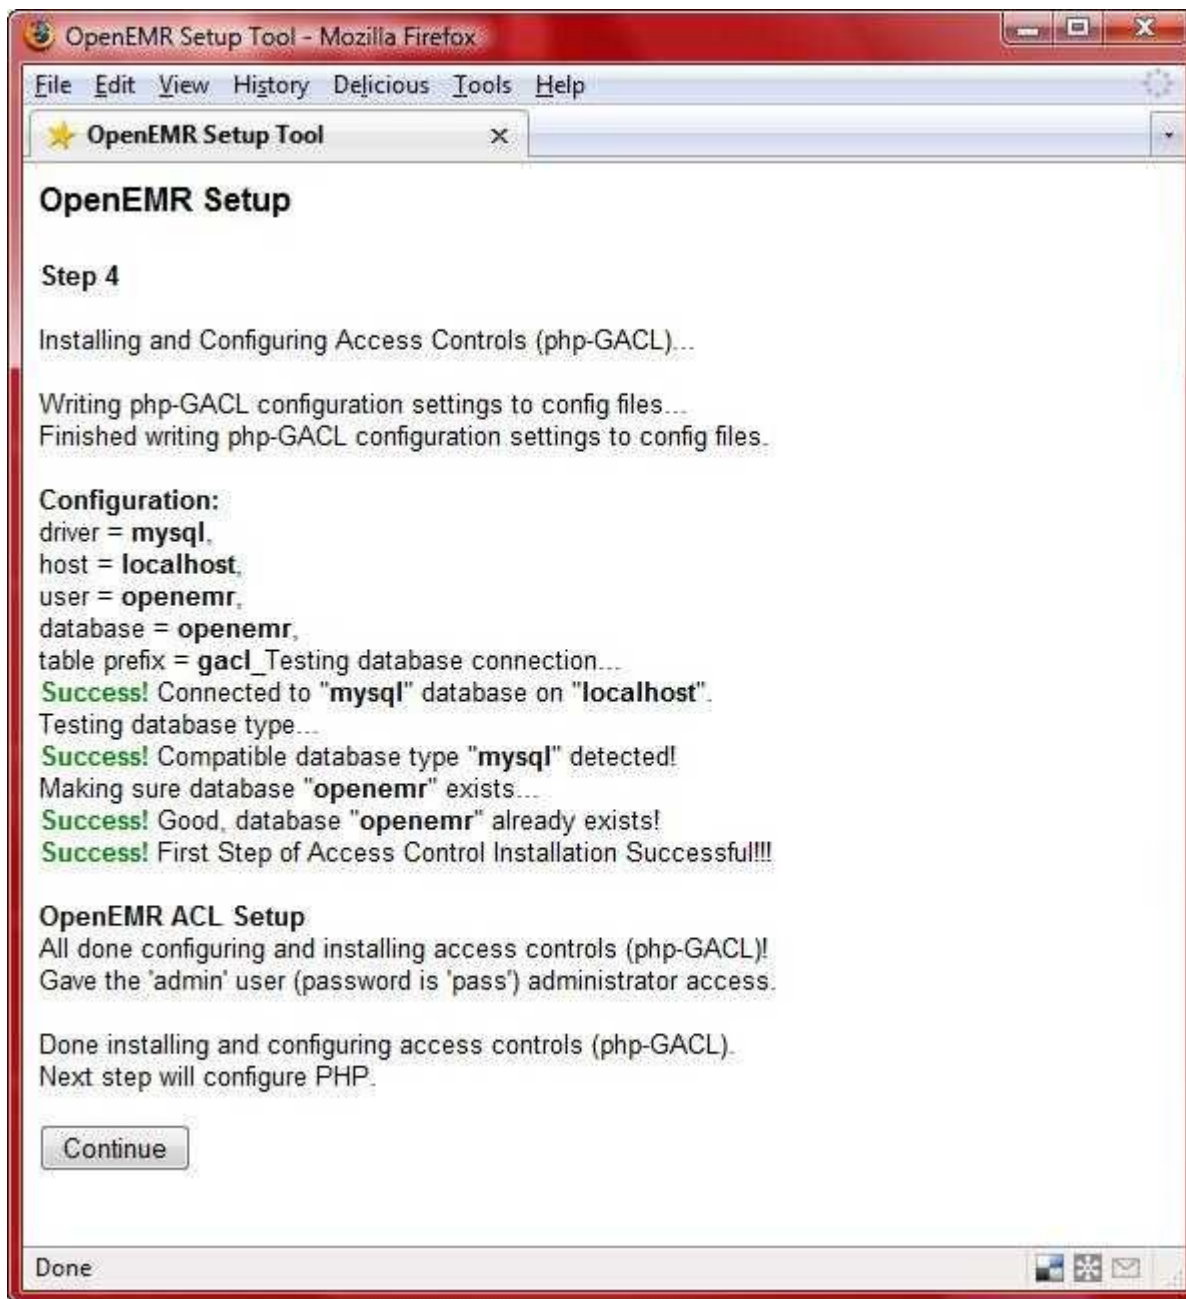 OpenEMR Setup Tool - Mozilla Firefox
File Edit View History Delicious Tools Help
OpenEMR Setup Tool
OpenEMR Setup
Step 4
Installing and Configuring Access Controls (php-GACL)...
Writing php-GACL configuration settings to config files...
Finished writing php-GACL configuration settings to config files.
Configuration:
driver = mysql,
host = localhost,
user = openemr,
database = openemr,
table prefix = gacl_Testing database connection...
Success! Connected to "mysql" database on "localhost".
Testing database type...
Success! Compatible database type "mysql" detected!
Making sure database "openemr" exists...
Success! Good, database "openemr" already exists!
Success! First Step of Access Control Installation Successful!!!
OpenEMR ACL Setup
All done configuring and installing access controls (php-GACL)!
Gave the 'admin' user (password is 'pass') administrator access.
Done installing and configuring access controls (php-GACL).
Next step will configure PHP.
Continue
Done